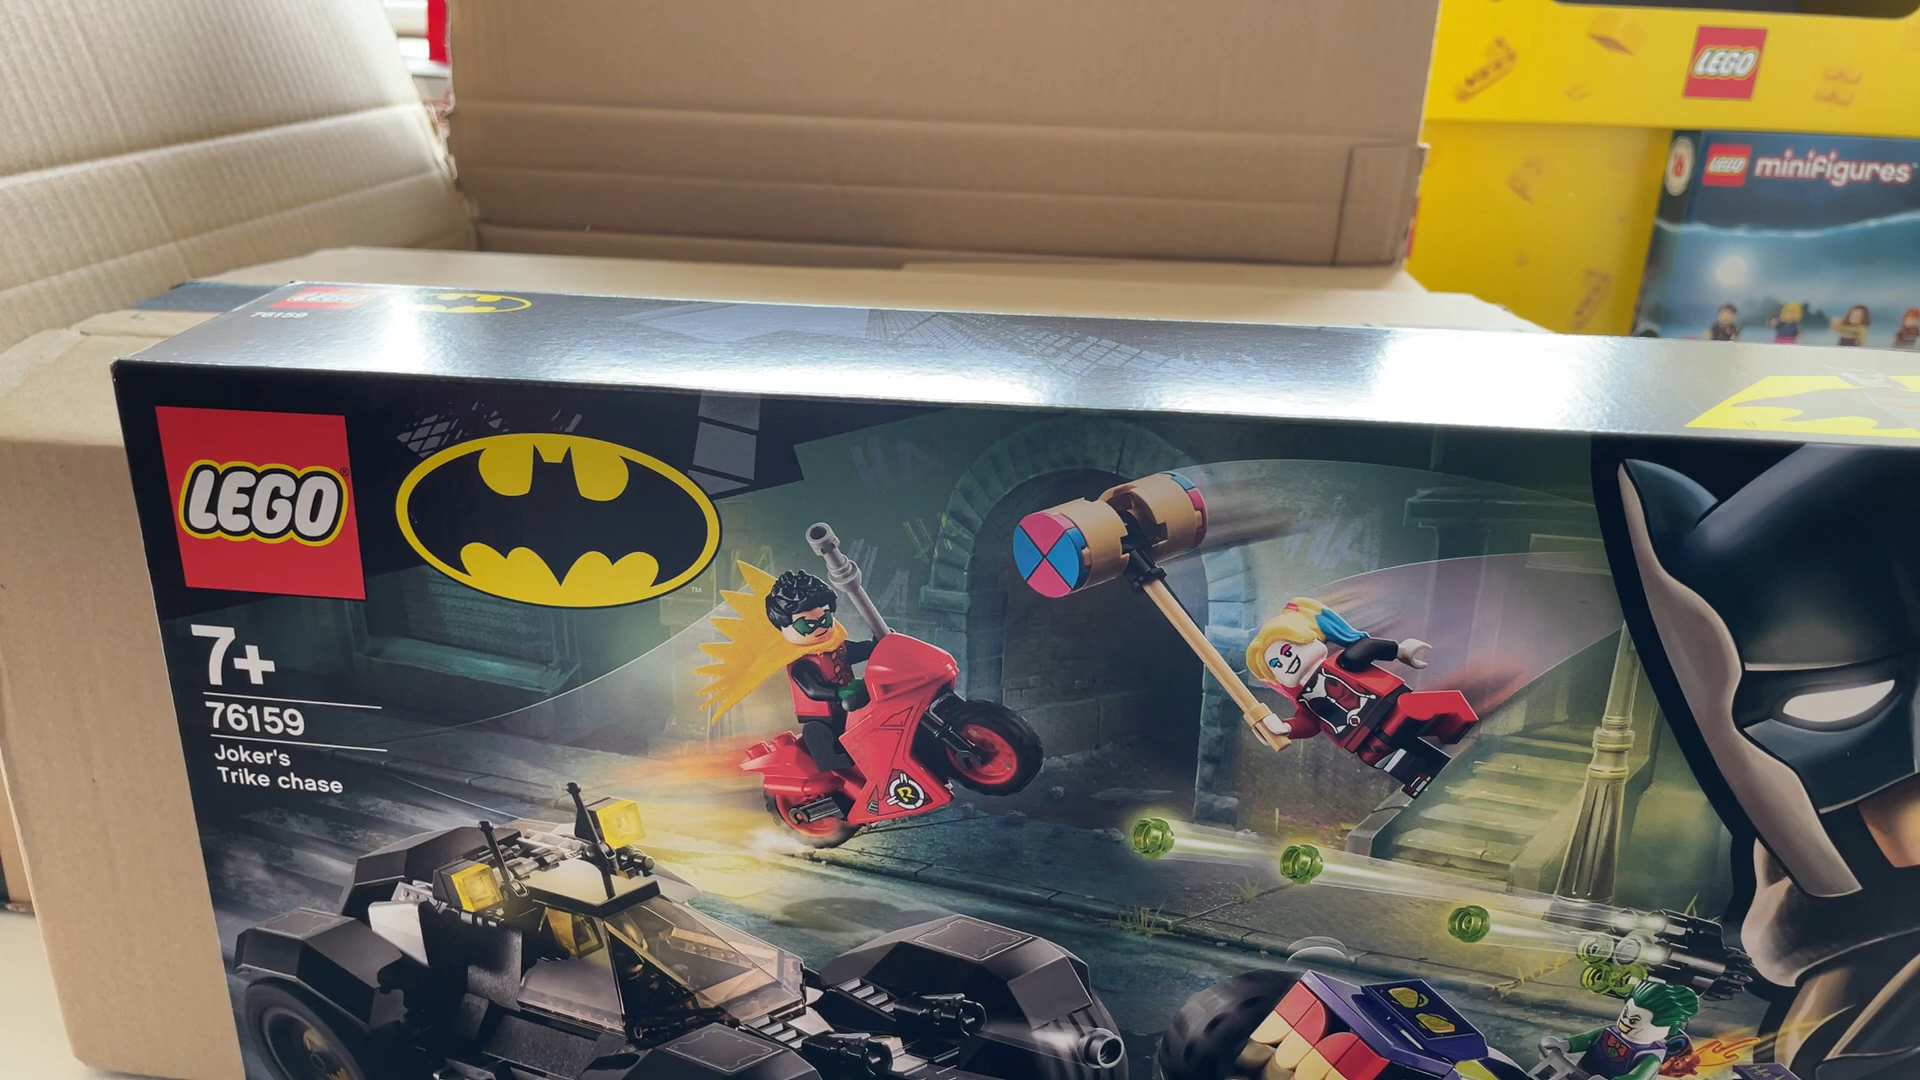 LEGO
LEGO minifigures
LEGO
76159
LEGO
7+
76159
Joker's
Trike chase
R